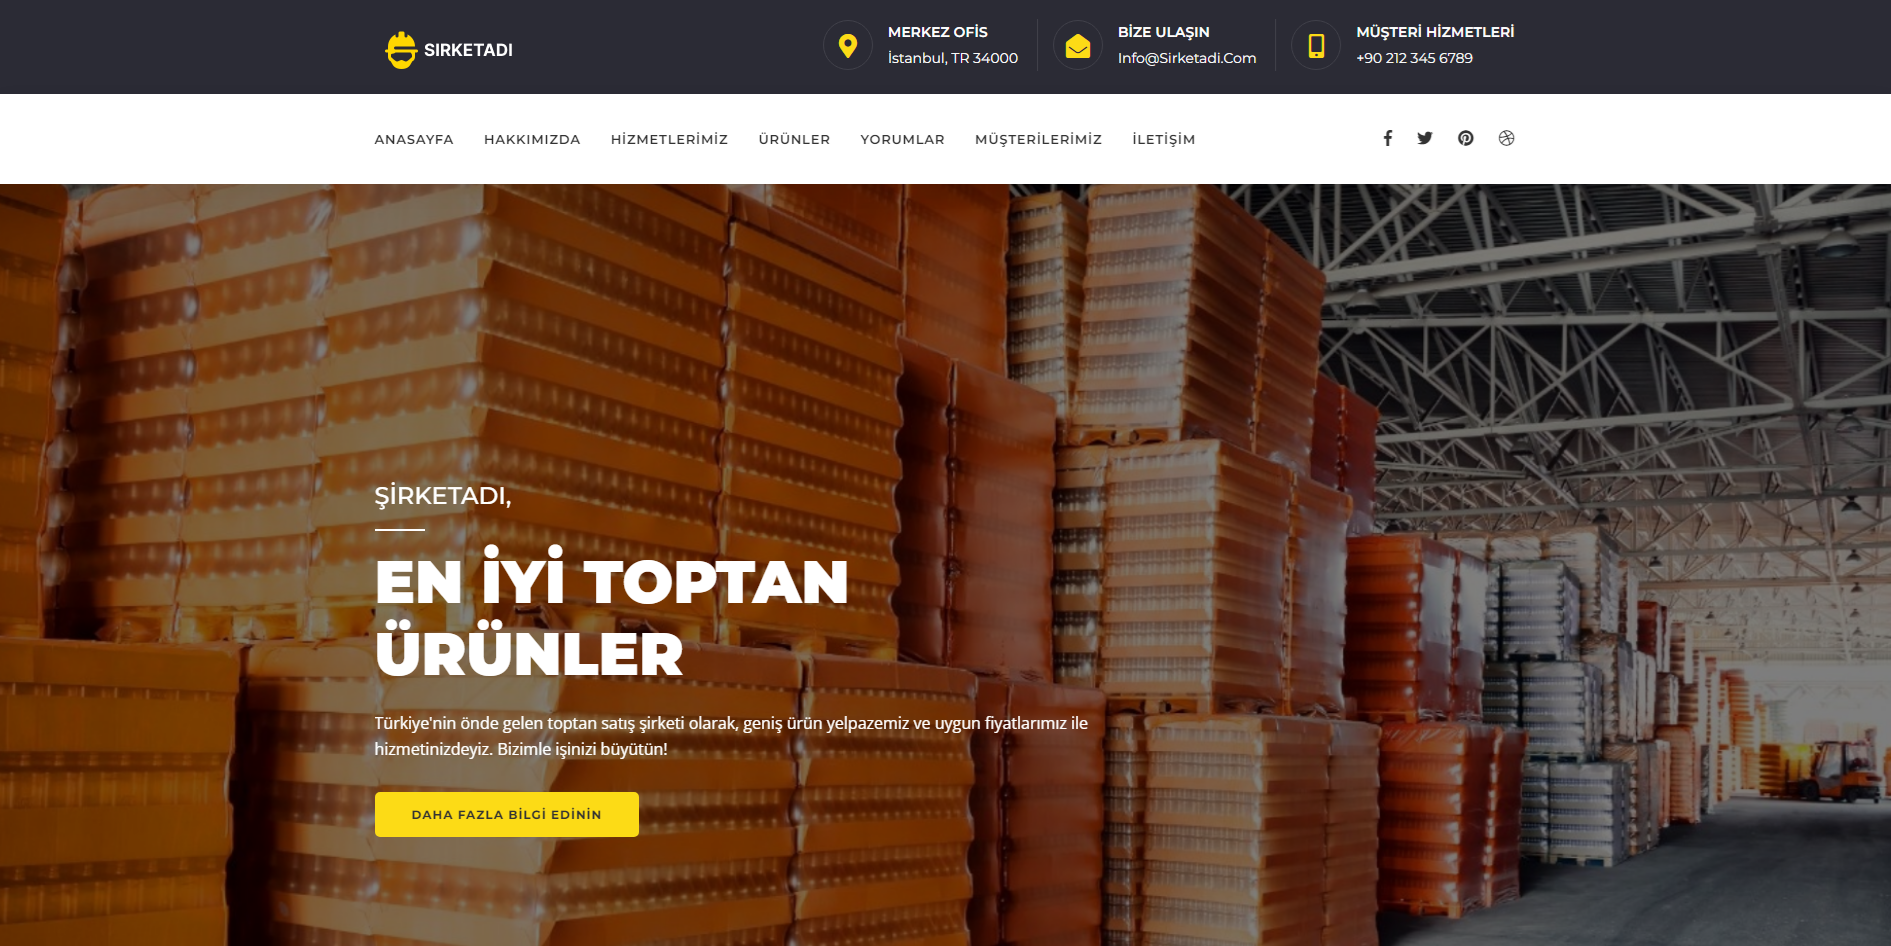 SIRKETADI
MERKEZ OFİS
İstanbul, TR 34000
BİZE ULAŞIN
Info@Sirketadi.Com
MÜŞTERİ HİZMETLERİ
+90 212 345 6789
ANASAYFA HAKKIMIZDA HİZMETLERİMİZ ÜRÜNLER YORUMLAR MÜŞTERİLERİMİZ İLETİŞİM
ŞİRKETADI,
EN İYİ TOPTAN
ÜRÜNLER
Türkiye'nin önde gelen toptan satış şirketi olarak, geniş ürün yelpazemiz ve uygun fiyatlarımız ile
hizmetinizdeyiz. Bizimle işinizi büyütün!
DAHA FAZLA BİLGİ EDİNİN